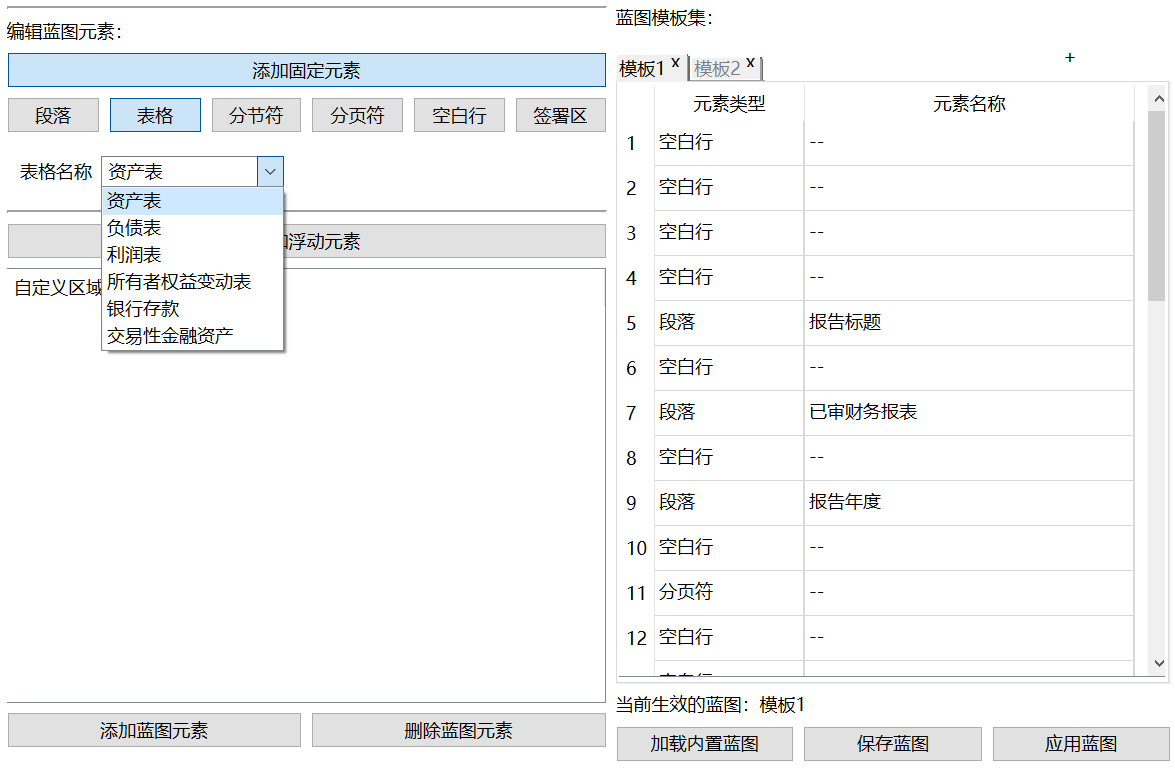 编辑蓝图元素：
添加固定元素
段落 表格 分节符 分页符 空白行 签署区
表格名称 资产表
资产表
负债表
利润表
所有者权益变动表
银行存款
交易性金融资产
浮动元素
自定义区域
添加蓝图元素 删除蓝图元素
蓝图模板集：
模板1 x 模板2 x +
元素类型 元素名称
1 空白行 --
2 空白行 --
3 空白行 --
4 空白行 --
5 段落 报告标题
6 空白行 --
7 段落 已审财务报表
8 空白行 --
9 段落 报告年度
10 空白行 --
11 分页符 --
12 空白行 --
当前生效的蓝图：模板1
加载内置蓝图 保存蓝图 应用蓝图